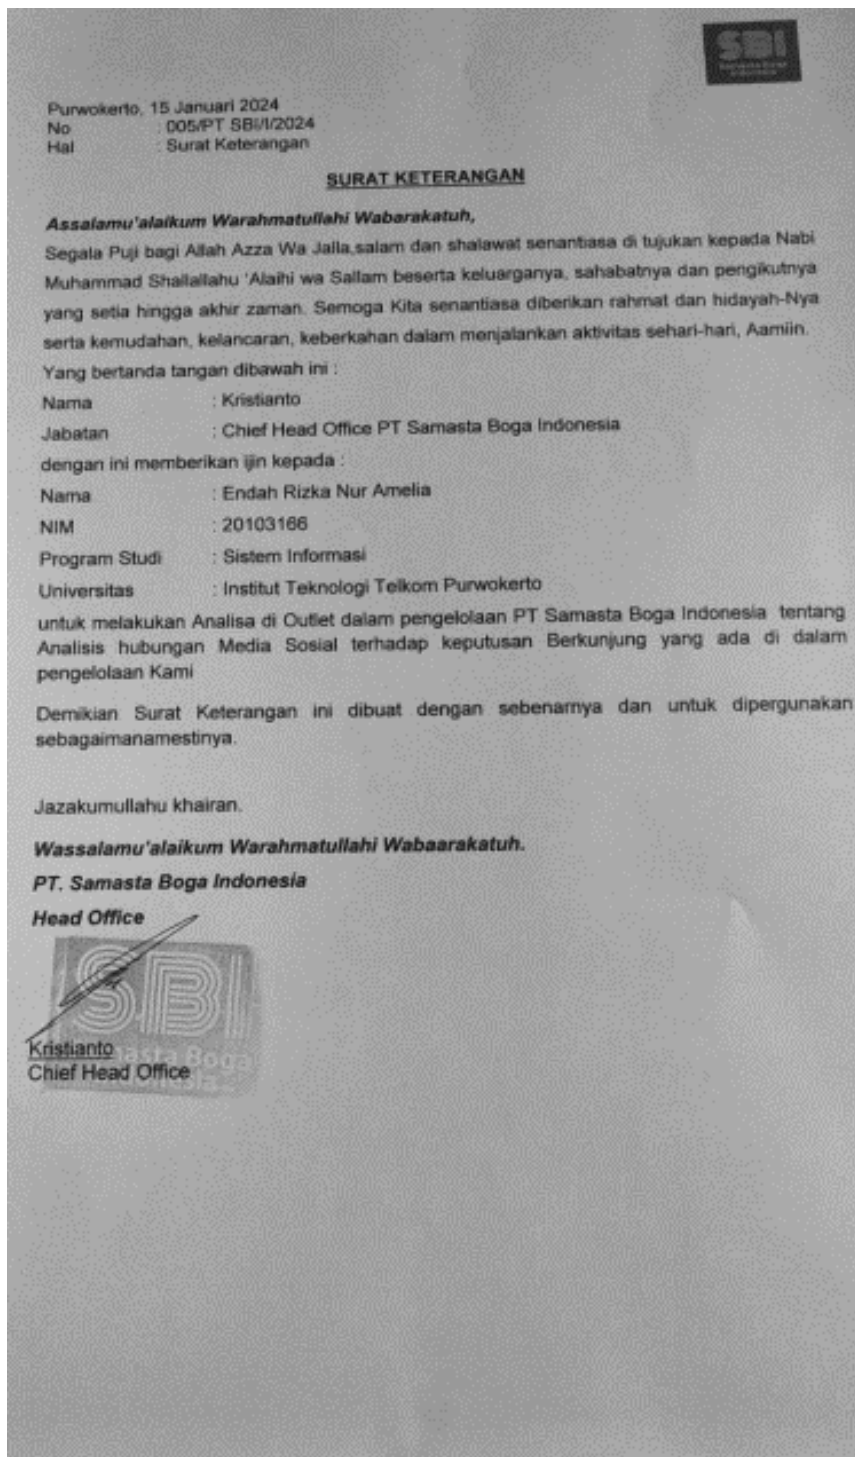 SBI
Samasta Boga
Indonesia
Purwokerto, 15 Januari 2024
No : 005/PT SBI/I/2024
Hal : Surat Keterangan
SURAT KETERANGAN
Assalamu'alaikum Warahmatullahi Wabarakatuh,
Segala Puji bagi Allah Azza Wa Jalla,salam dan shalawat senantiasa di tujukan kepada Nabi
Muhammad Shallallahu 'Alaihi wa Sallam beserta keluarganya, sahabatnya dan pengikutnya
yang setia hingga akhir zaman. Semoga Kita senantiasa diberikan rahmat dan hidayah-Nya
serta kemudahan, kelancaran, keberkahan dalam menjalankan aktivitas sehari-hari, Aamiin.
Yang bertanda tangan dibawah ini :
Nama : Kristianto
Jabatan : Chief Head Office PT Samasta Boga Indonesia
dengan ini memberikan ijin kepada :
Nama : Endah Rizka Nur Amelia
NIM : 20103166
Program Studi : Sistem Informasi
Universitas : Institut Teknologi Telkom Purwokerto
untuk melakukan Analisa di Outlet dalam pengelolaan PT Samasta Boga Indonesia tentang
Analisis hubungan Media Sosial terhadap keputusan Berkunjung yang ada di dalam
pengelolaan Kami
Demikian Surat Keterangan ini dibuat dengan sebenarnya dan untuk dipergunakan
sebagaimanamestinya.
Jazakumullahu khairan.
Wassalamu'alaikum Warahmatullahi Wabaarakatuh.
PT. Samasta Boga Indonesia
Head Office
SBI
Samasta Boga
Indonesia
Kristianto
Chief Head Office